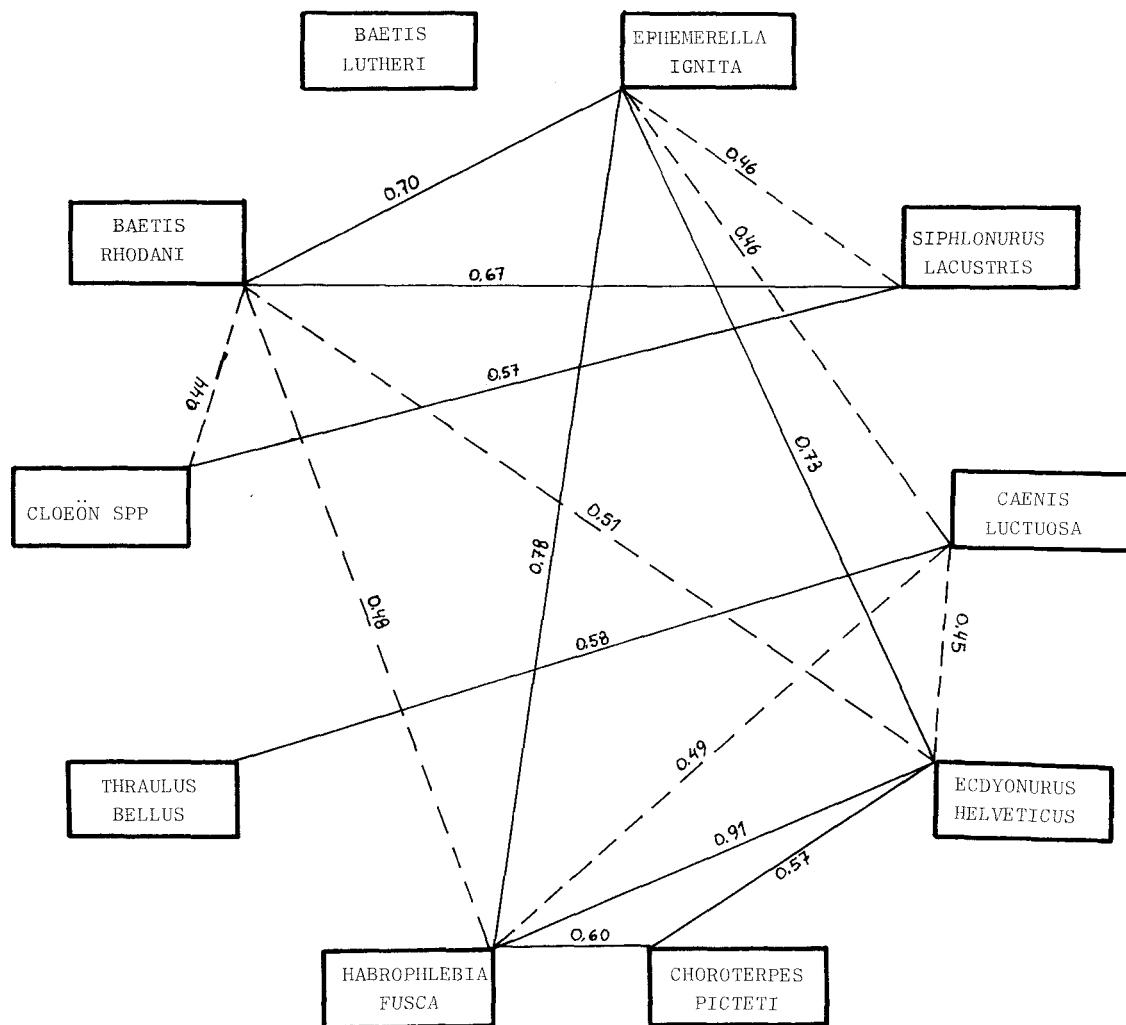 BAETIS
LUTHERI
EPHEMERELLA
IGNITA
0.70
0.46
0.46
BAETIS
RHODANI
SIPHLONURUS
LACUSTRIS
0.67
0.44
0.57
0.73
CLOEÖN SPP
CAENIS
LUCTUOSA
0.51
0.78
0.48
0.58
0.45
THRAULUS
BELLUS
0.49
ECDYONURUS
HELVETICUS
0.91
0.57
0.60
HABROPHLEBIA
FUSCA
CHOROTERPES
PICTETI